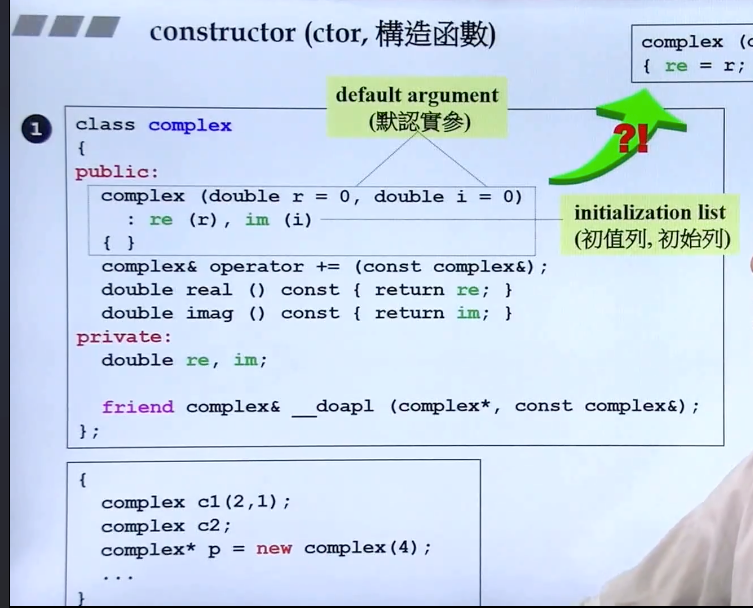 constructor (ctor, 構造函數)
complex (
{ re = r;
default argument
(默認實參)
?!
1
class complex
{
public:
complex (double r = 0, double i = 0)
: re (r), im (i)
{ }
initialization list
(初值列, 初始列)
complex& operator += (const complex&);
double real () const { return re; }
double imag () const { return im; }
private:
double re, im;
friend complex& __doapl (complex*, const complex&);
};
{
complex c1(2,1);
complex c2;
complex* p = new complex(4);
...
}